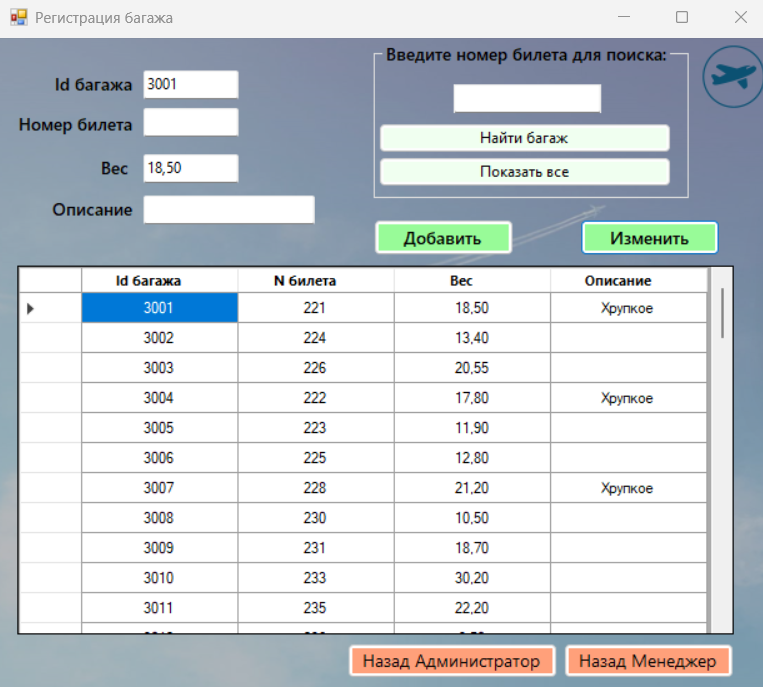 Регистрация багажа
Введите номер билета для поиска:
Id багажа 3001
Номер билета
Вес 18,50
Описание
Найти багаж
Показать все
Добавить Изменить
Id багажа N билета Вес Описание
3001 221 18,50 Хрупкое
3002 224 13,40
3003 226 20,55
3004 222 17,80 Хрупкое
3005 223 11,90
3006 225 12,80
3007 228 21,20 Хрупкое
3008 230 10,50
3009 231 18,70
3010 233 30,20
3011 235 22,20
Назад Администратор Назад Менеджер